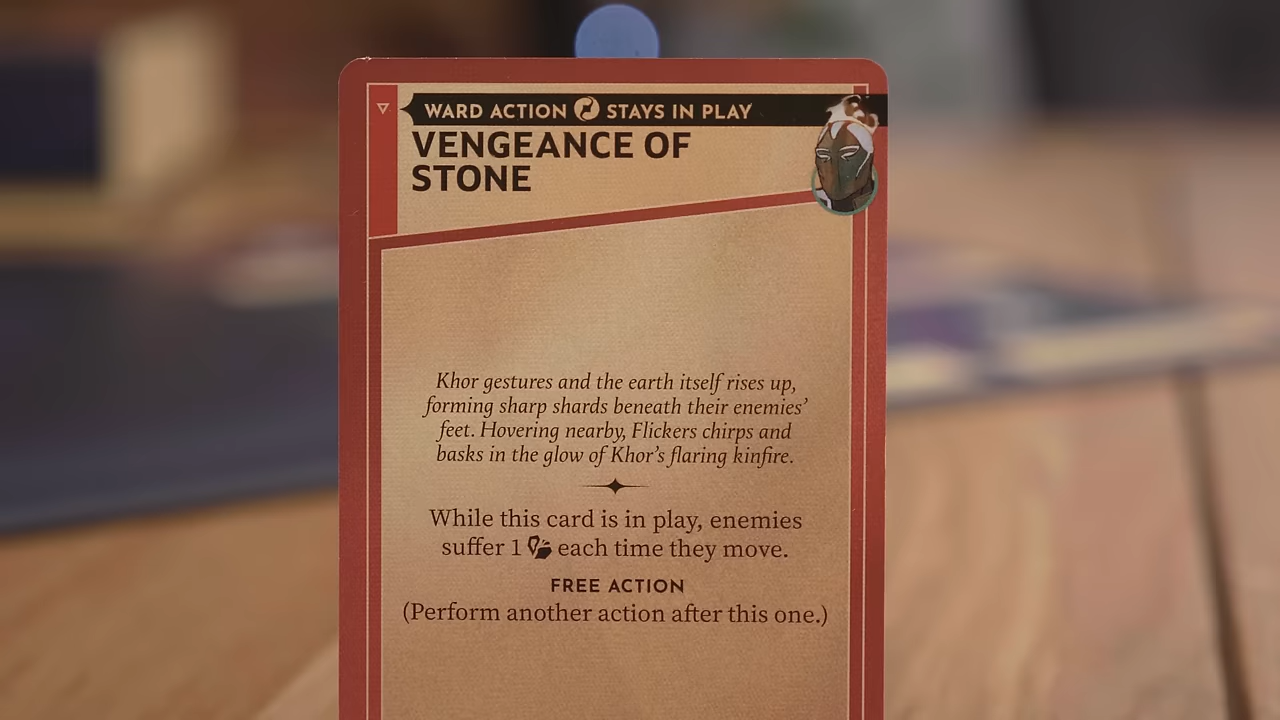 WARD ACTION STAYS IN PLAY
VENGEANCE OF
STONE
Khor gestures and the earth itself rises up,
forming sharp shards beneath their enemies’
feet. Hovering nearby, Flickers chirps and
basks in the glow of Khor’s flaring kinfire.
While this card is in play, enemies
suffer 1 each time they move.
FREE ACTION
(Perform another action after this one.)